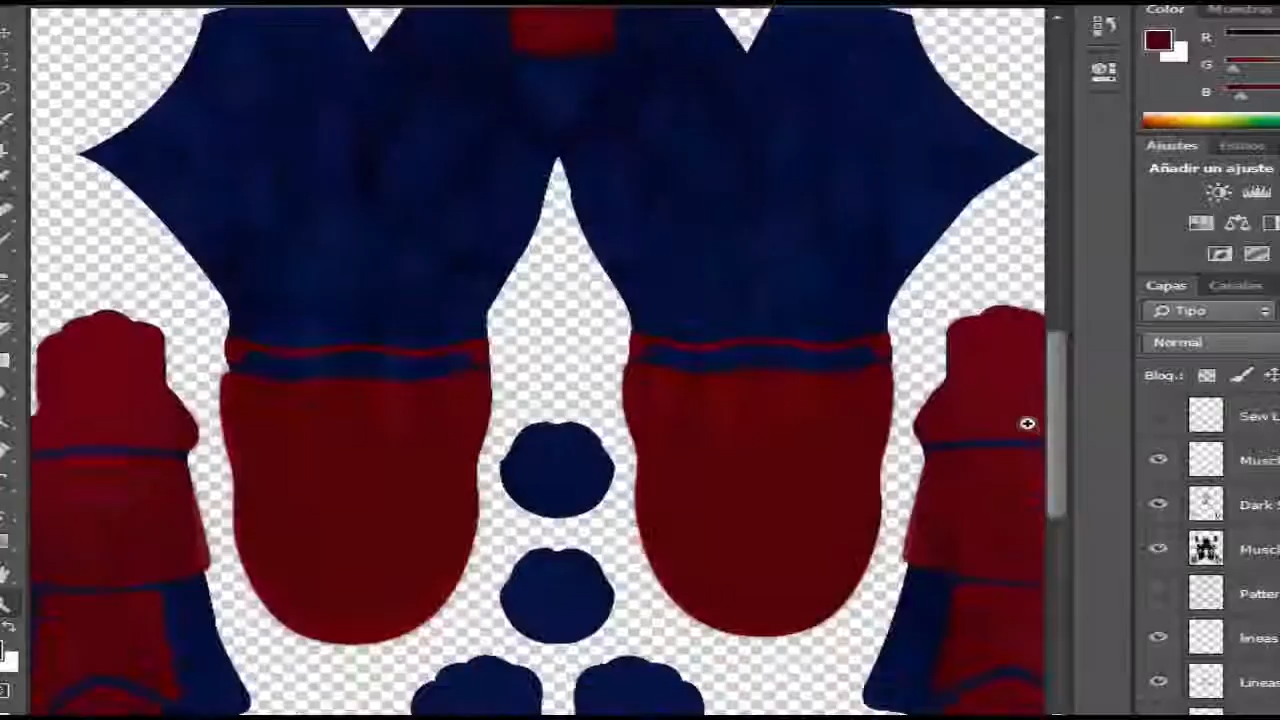 Color Muestras
R
G
B
Ajustes Estilos
Añadir un ajuste
Capas Canales
Tipo
Normal
Bloq.:
Sew L
Muscl
Dark S
Muscl
Patter
lineas
Lineas